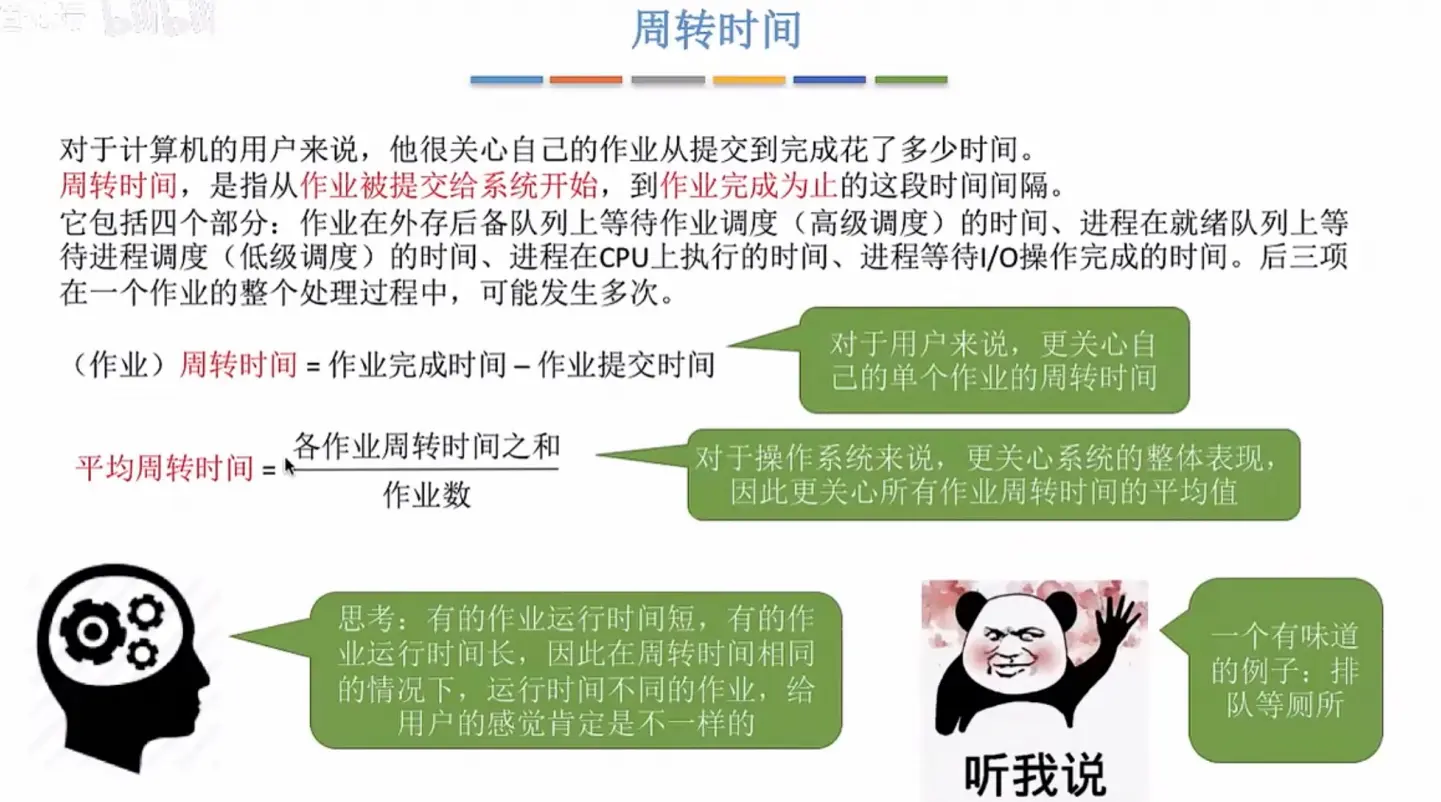 周转时间
对于计算机的用户来说，他很关心自己的作业从提交到完成花了多少时间。
周转时间，是指从作业被提交给系统开始，到作业完成为止的这段时间间隔。
它包括四个部分：作业在外存后备队列上等待作业调度（高级调度）的时间、进程在就绪队列上等
待进程调度（低级调度）的时间、进程在CPU上执行的时间、进程等待I/O操作完成的时间。后三项
在一个作业的整个处理过程中，可能发生多次。
（作业）周转时间 = 作业完成时间 – 作业提交时间
对于用户来说，更关心自
己的单个作业的周转时间
平均周转时间 =
各作业周转时间之和
作业数
对于操作系统来说，更关心系统的整体表现，
因此更关心所有作业周转时间的平均值
思考：有的作业运行时间短，有的作
业运行时间长，因此在周转时间相同
的情况下，运行时间不同的作业，给
用户的感觉肯定是不一样的
听我说
一个有味道
的例子：排
队等厕所